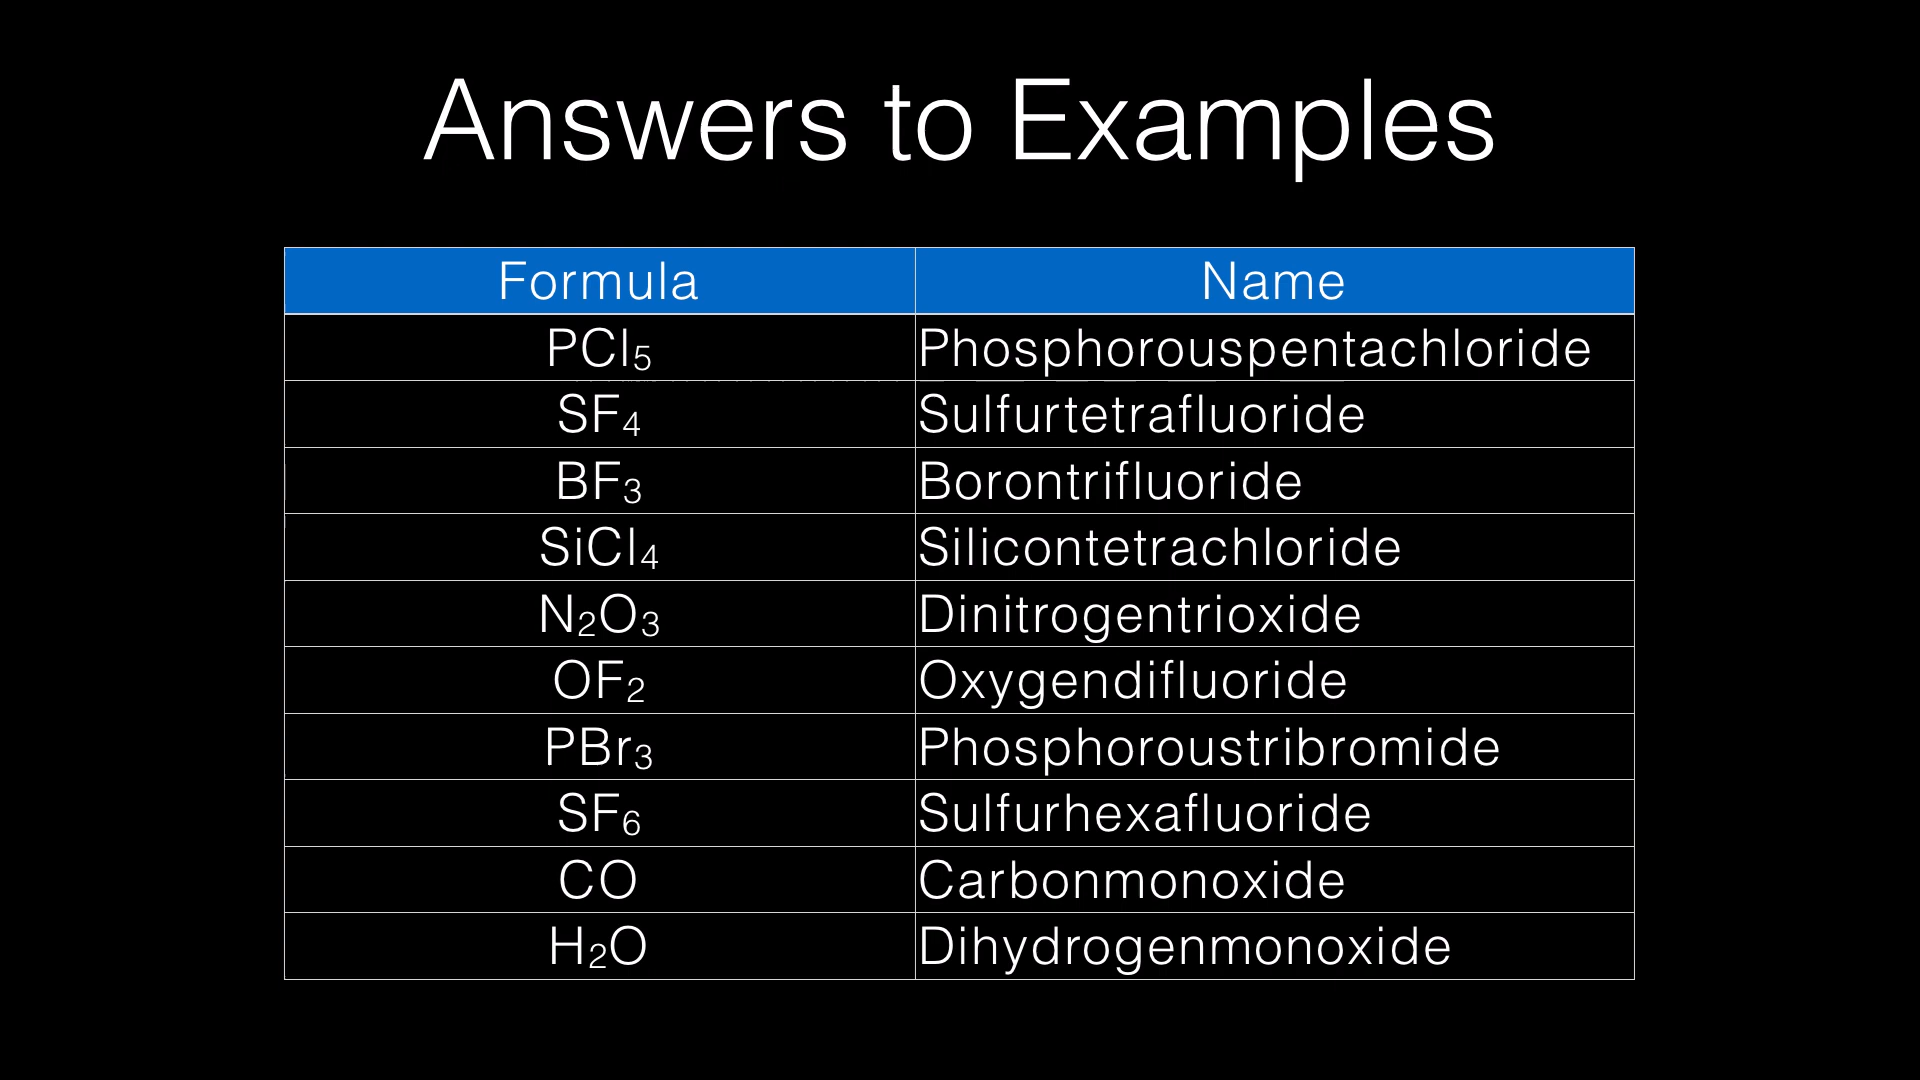 Answers to Examples
Formula Name
PCl₅ Phosphorouspentachloride
SF₄ Sulfurtetrafluoride
BF₃ Borontrifluoride
SiCl₄ Silicontetrachloride
N₂O₃ Dinitrogentrioxide
OF₂ Oxygendifluoride
PBr₃ Phosphoroustribromide
SF₆ Sulfurhexafluoride
CO Carbonmonoxide
H₂O Dihydrogenmonoxide